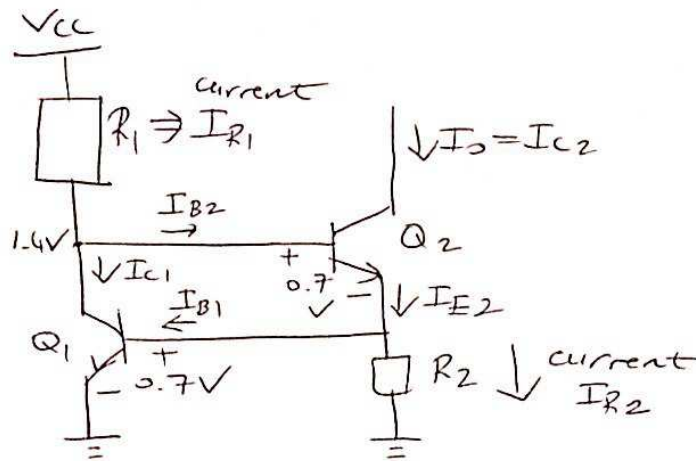 Vcc
R1 ⇒ current IR1
↓ Io = Ic2
IB2 →
1.4V
Q2
+
0.7
V -
↓ Ic1
IB1 ←
↓ IE2
Q1
+
- 0.7V
R2
↓ current
IR2